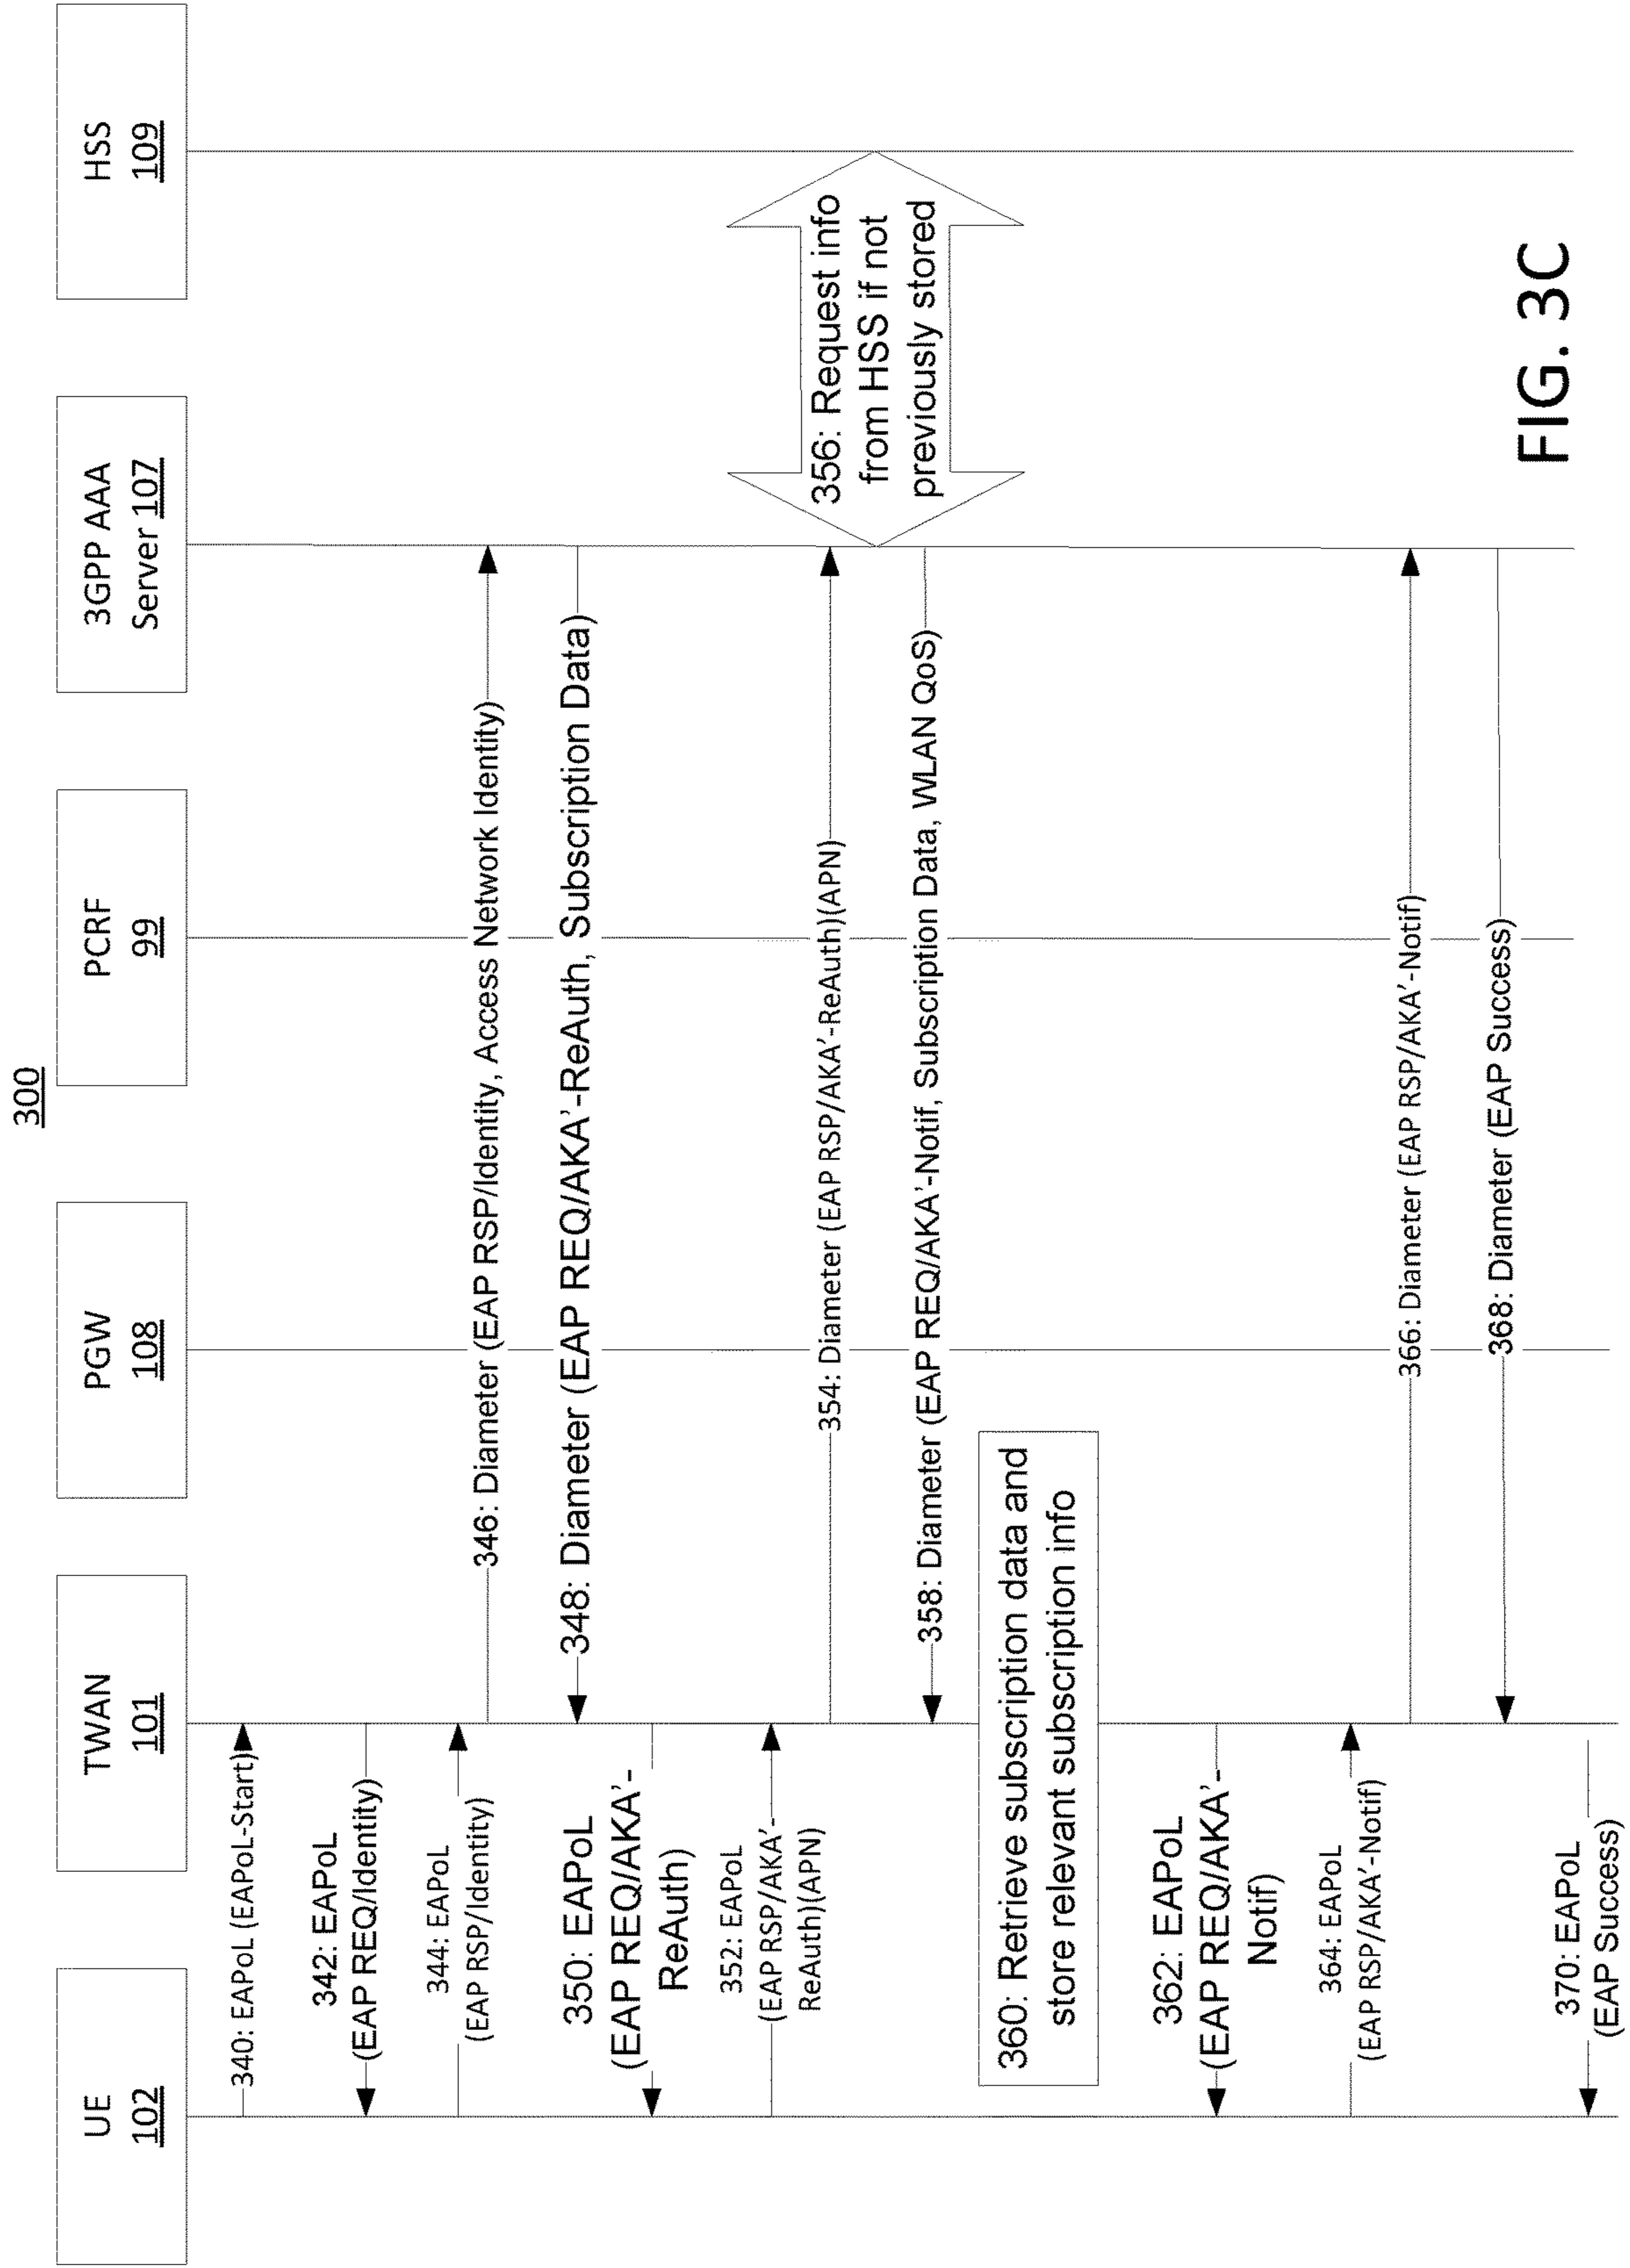 300
UE
102
TWAN
101
PGW
108
PCRF
99
3GPP AAA
Server 107
HSS
109
340: EAPoL (EAPoL-Start)
342: EAPoL
(EAP REQ/Identity)
344: EAPoL
(EAP RSP/Identity)
346: Diameter (EAP RSP/Identity, Access Network Identity)
348: Diameter (EAP REQ/AKA’-ReAuth, Subscription Data)
350: EAPoL
(EAP REQ/AKA’-
ReAuth)
352: EAPoL
(EAP RSP/AKA’-
ReAuth)(APN)
354: Diameter (EAP RSP/AKA’-ReAuth)(APN)
356: Request info
from HSS if not
previously stored
358: Diameter (EAP REQ/AKA’-Notif, Subscription Data, WLAN QoS)
360: Retrieve subscription data and
store relevant subscription info
362: EAPoL
(EAP REQ/AKA’-
Notif)
364: EAPoL
(EAP RSP/AKA’-Notif)
366: Diameter (EAP RSP/AKA’-Notif)
368: Diameter (EAP Success)
370: EAPoL
(EAP Success)
FIG. 3C